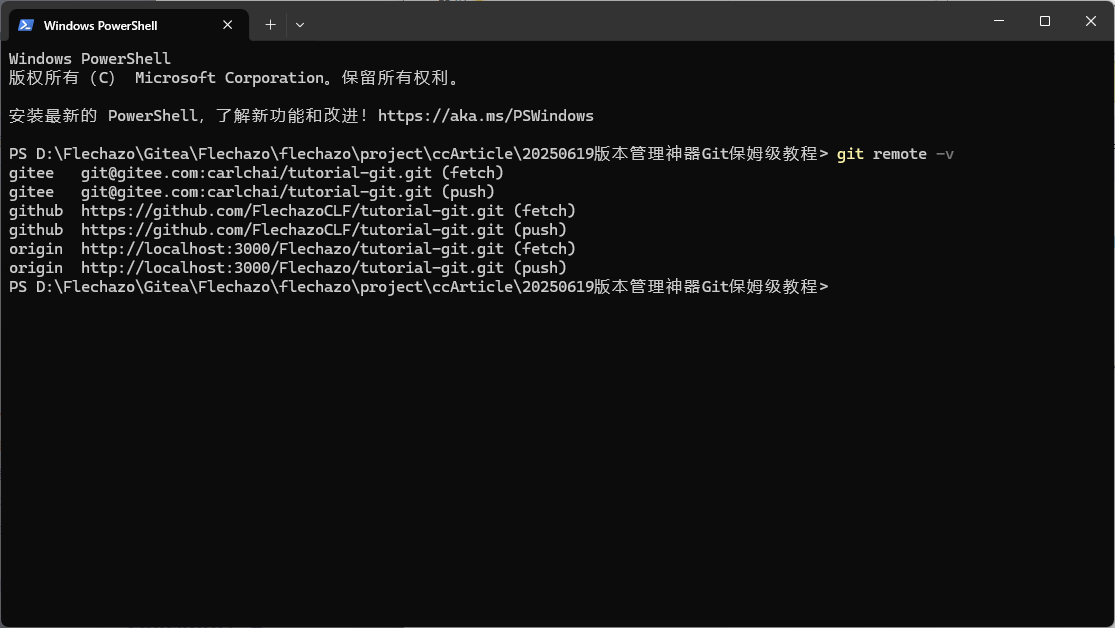 Windows PowerShell
Windows PowerShell
版权所有（C） Microsoft Corporation。保留所有权利。
安装最新的 PowerShell，了解新功能和改进！https://aka.ms/PSWindows
PS D:\Flechazo\Gitea\Flechazo\flechazo\project\ccArticle\20250619版本管理神器Git保姆级教程> git remote -v
gitee   git@gitee.com:carlchai/tutorial-git.git (fetch)
gitee   git@gitee.com:carlchai/tutorial-git.git (push)
github  https://github.com/FlechazoCLF/tutorial-git.git (fetch)
github  https://github.com/FlechazoCLF/tutorial-git.git (push)
origin  http://localhost:3000/Flechazo/tutorial-git.git (fetch)
origin  http://localhost:3000/Flechazo/tutorial-git.git (push)
PS D:\Flechazo\Gitea\Flechazo\flechazo\project\ccArticle\20250619版本管理神器Git保姆级教程>